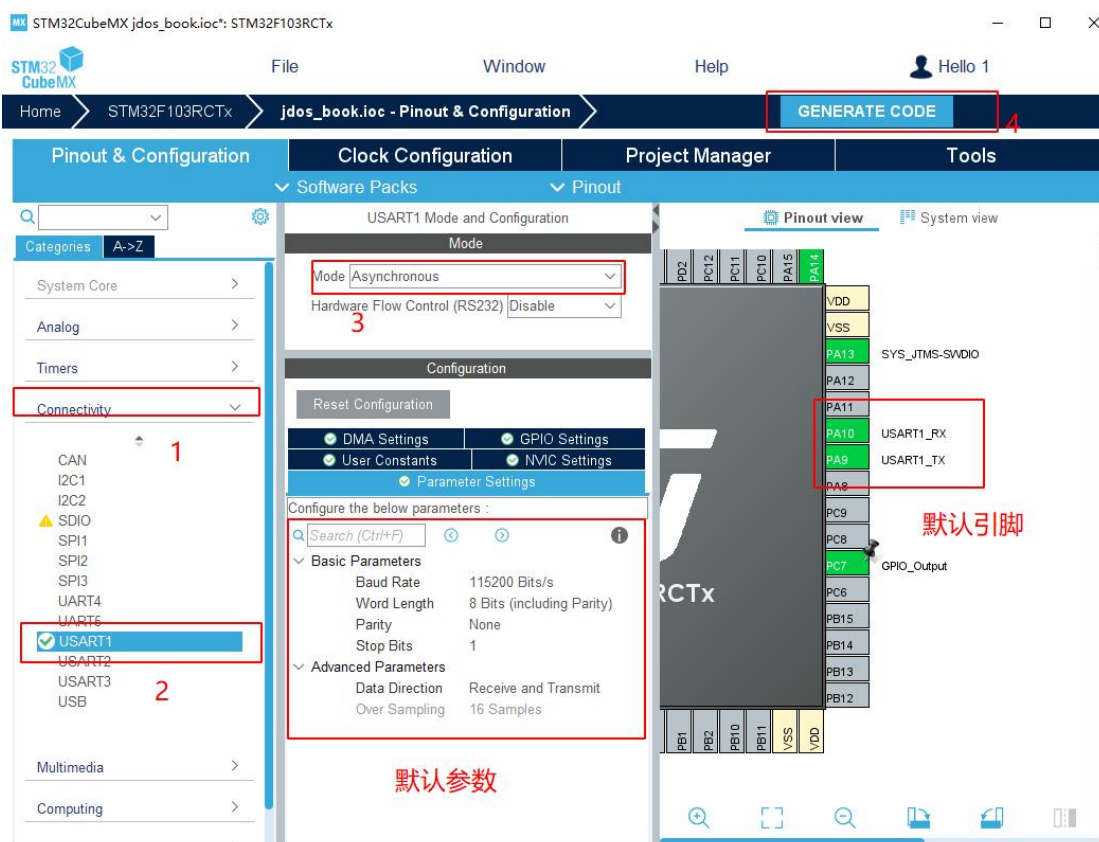 MX STM32CubeMX jdos_book.ioc*: STM32F103RCTx
STM32 CubeMX
File
Window
Help
Hello 1
Home
STM32F103RCTx
jdos_book.ioc - Pinout & Configuration
GENERATE CODE
4
Pinout & Configuration
Clock Configuration
Project Manager
Tools
Software Packs
Pinout
Categories
A->Z
System Core
Analog
Timers
Connectivity
1
CAN
I2C1
I2C2
SDIO
SPI1
SPI2
SPI3
UART4
UART5
USART1
USART2
USART3
USB
2
Multimedia
Computing
USART1 Mode and Configuration
Mode
Mode Asynchronous
Hardware Flow Control (RS232) Disable
3
Configuration
Reset Configuration
DMA Settings
GPIO Settings
User Constants
NVIC Settings
Parameter Settings
Configure the below parameters :
Search (Ctrl+F)
Basic Parameters
Baud Rate 115200 Bits/s
Word Length 8 Bits (including Parity)
Parity None
Stop Bits 1
Advanced Parameters
Data Direction Receive and Transmit
Over Sampling 16 Samples
默认参数
Pinout view
System view
PD2
PC12
PC11
PC10
PA15
PA14
VDD
VSS
PA13 SYS_JTMS-SWDIO
PA12
PA11
PA10 USART1_RX
PA9 USART1_TX
PA8
PC9
默认引脚
PC8
PC7 GPIO_Output
PC6
RCTx
PB15
PB14
PB13
PB12
PB1
PB2
PB10
PB11
VSS
VDD